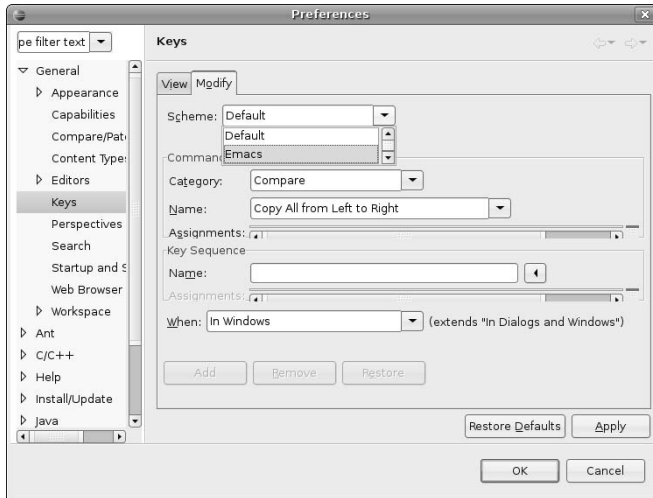 Preferences
pe filter text
Keys
General
Appearance
Capabilities
Compare/Pat
Content Type
Editors
Keys
Perspectives
Search
Startup and S
Web Browser
Workspace
Ant
C/C++
Help
Install/Update
Java
View Modify
Scheme: Default
Default
Emacs
Command
Category: Compare
Name: Copy All from Left to Right
Assignments:
Key Sequence
Name:
Assignments:
When: In Windows (extends "In Dialogs and Windows")
Add Remove Restore
Restore Defaults Apply
OK Cancel